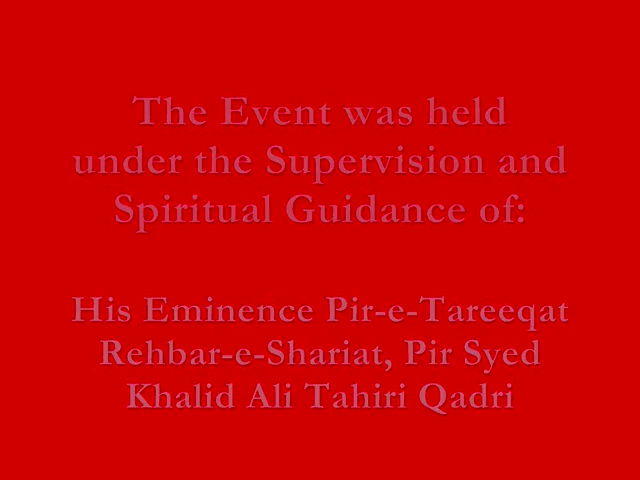 The Event was held
under the Supervision and
Spiritual Guidance of:
His Eminence Pir-e-Tareeqat
Rehbar-e-Shariat, Pir Syed
Khalid Ali Tahiri Qadri